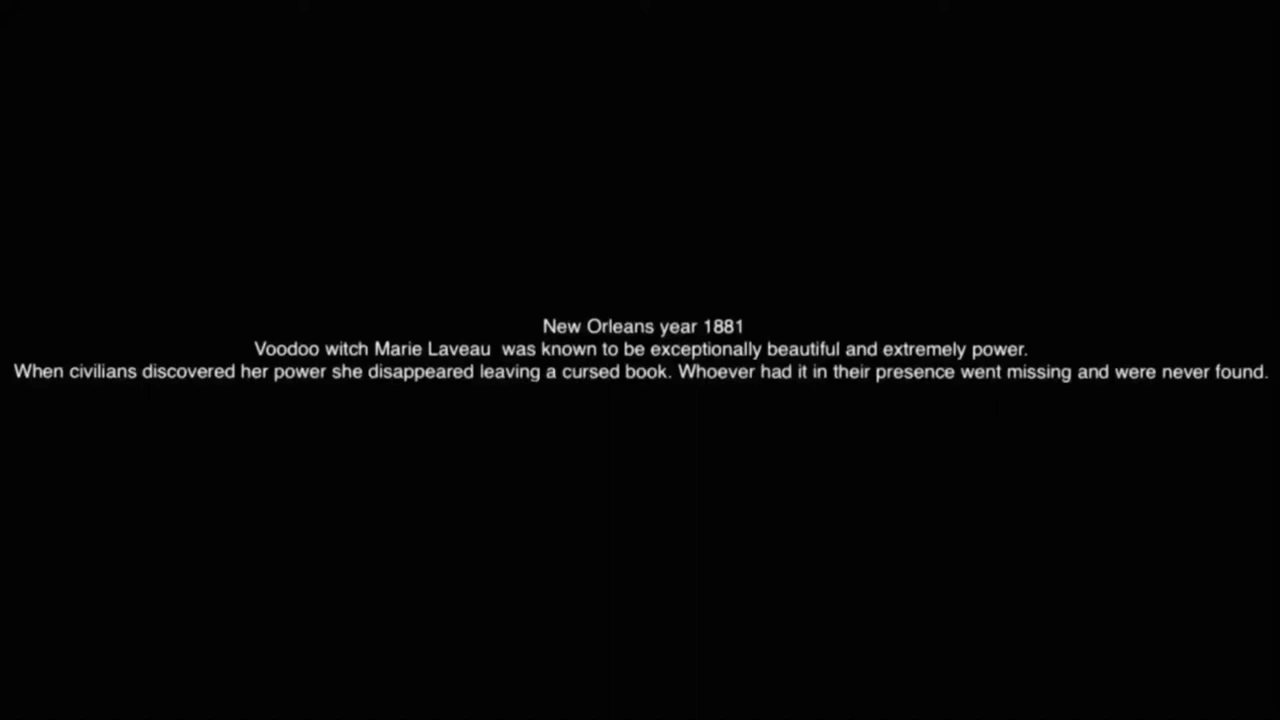 New Orleans year 1881
Voodoo witch Marie Laveau  was known to be exceptionally beautiful and extremely power.
When civilians discovered her power she disappeared leaving a cursed book. Whoever had it in their presence went missing and were never found.